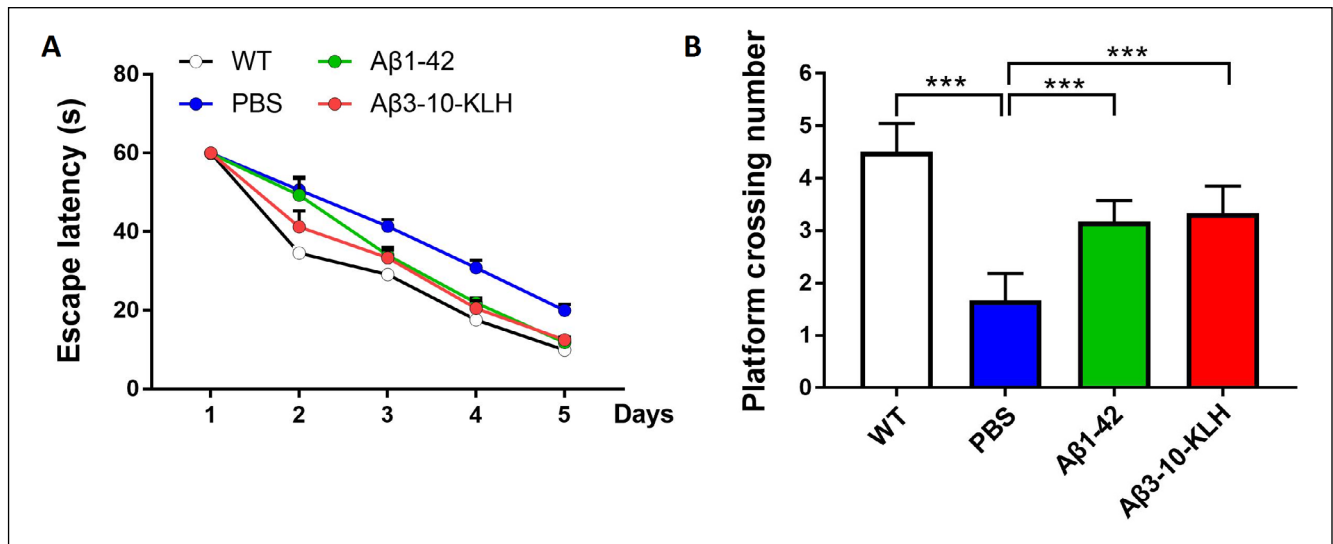 A
WT
Aβ1-42
PBS
Aβ3-10-KLH
Escape latency (s)
80
60
40
20
0
1 2 3 4 5 Days
B
***
***
***
Platform crossing number
6
5
4
3
2
1
0
WT
PBS
Aβ1-42
Aβ3-10-KLH